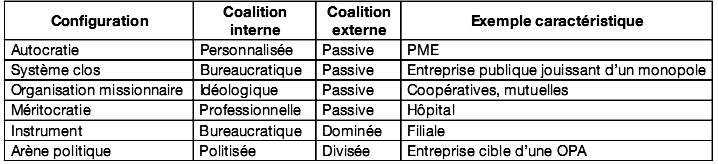 Configuration Coalition interne Coalition externe Exemple caractéristique
Autocratie Personnalisée Passive PME
Système clos Bureaucratique Passive Entreprise publique jouissant d'un monopole
Organisation missionnaire Idéologique Passive Coopératives, mutuelles
Méritocratie Professionnelle Passive Hôpital
Instrument Bureaucratique Dominée Filiale
Arène politique Politisée Divisée Entreprise cible d'une OPA